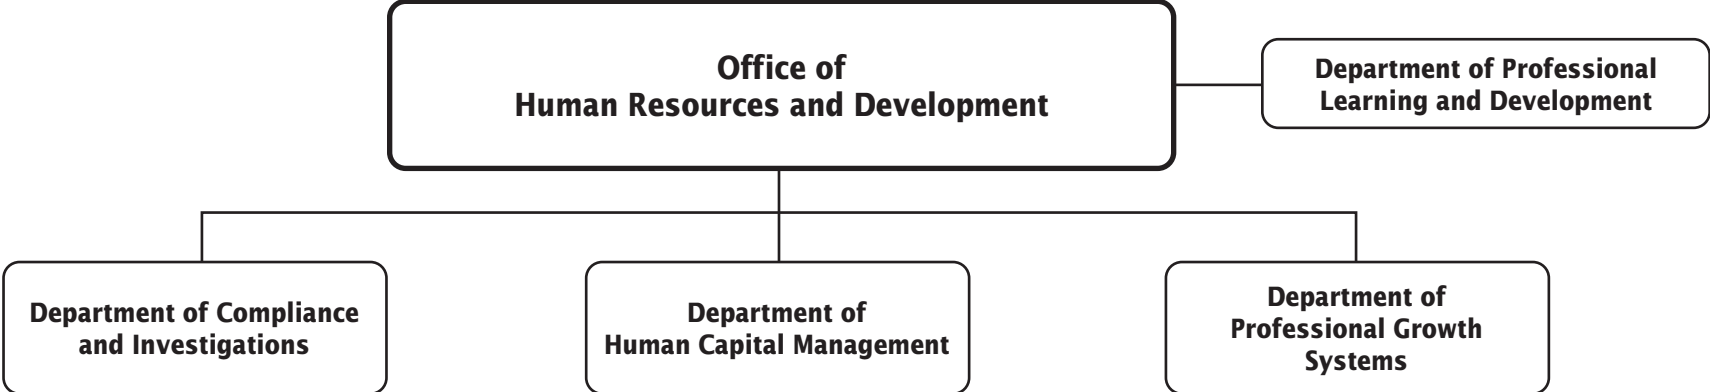 Office of
Human Resources and Development
Department of Professional
Learning and Development
Department of Compliance
and Investigations
Department of
Human Capital Management
Department of
Professional Growth
Systems